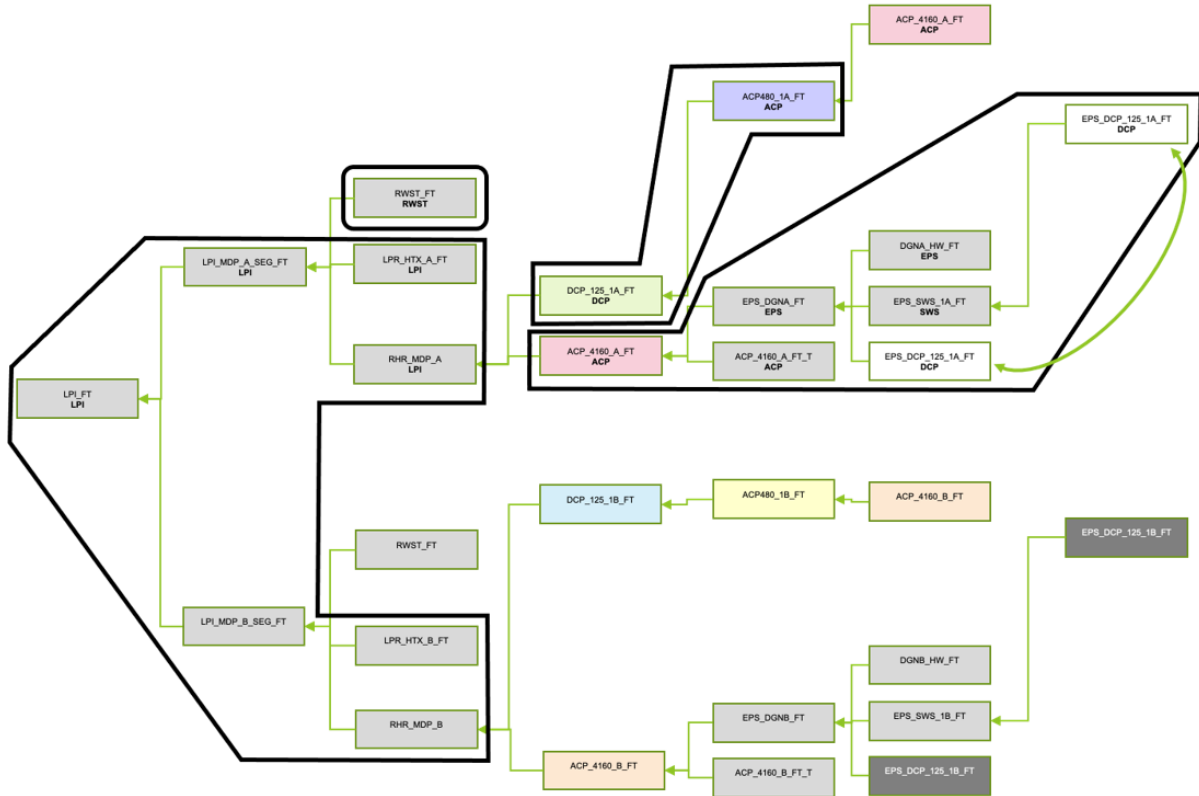 ACP_4160_A_FT
ACP
ACP480_1A_FT
ACP
EPS_DCP_125_1A_FT
DCP
RWST_FT
RWST
LPI_MDP_A_SEG_FT
LPI
LPR_HTX_A_FT
LPI
DGNA_HW_FT
EPS
DCP_125_1A_FT
DCP
EPS_DGNA_FT
EPS
EPS_SWS_1A_FT
SWS
RHR_MDP_A
LPI
ACP_4160_A_FT
ACP
ACP_4160_A_FT_T
ACP
EPS_DCP_125_1A_FT
DCP
LPI_FT
LPI
DCP_125_1B_FT
ACP480_1B_FT
ACP_4160_B_FT
RWST_FT
EPS_DCP_125_1B_FT
LPI_MDP_B_SEG_FT
LPR_HTX_B_FT
DGNB_HW_FT
RHR_MDP_B
EPS_DGNB_FT
EPS_SWS_1B_FT
ACP_4160_B_FT
ACP_4160_B_FT_T
EPS_DCP_125_1B_FT